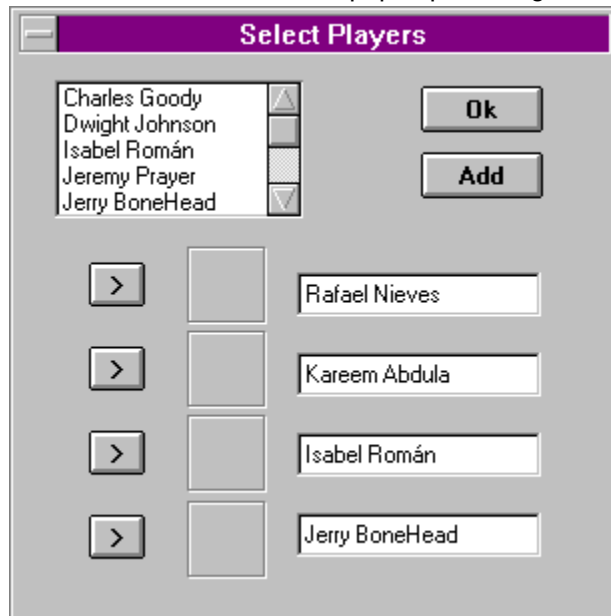 Select Players
Charles Goody
Dwight Johnson
Isabel Román
Jeremy Prayer
Jerry BoneHead
Ok
Add
>
Rafael Nieves
>
Kareem Abdula
>
Isabel Román
>
Jerry BoneHead